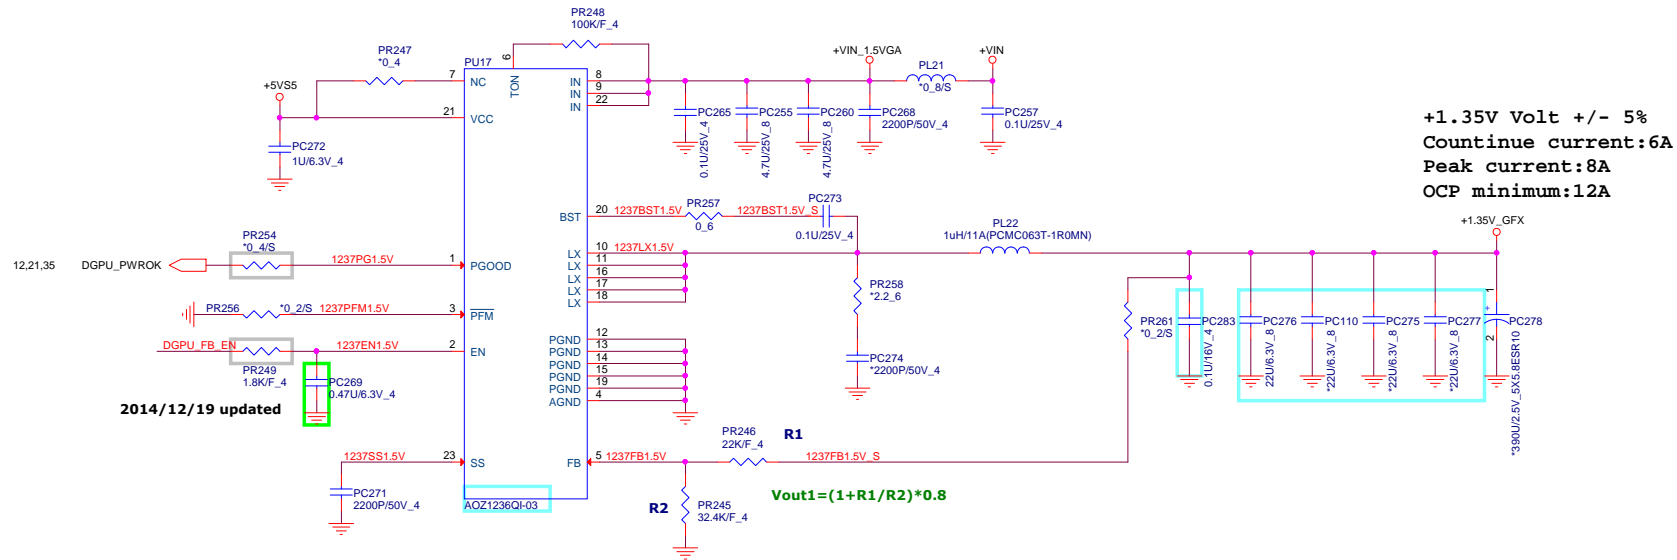 PR248
100K/F_4
PR247
*0_4
6
PU17
+VIN_1.5VGA
+VIN
PL21
*0_8/S
7
NC
TON
IN
8
IN
9
IN
22
+5VS5
21
VCC
PC272
1U/6.3V_4
PC265
0.1U/25V_4
PC255
4.7U/25V_8
PC260
4.7U/25V_8
PC268
2200P/50V_4
PC257
0.1U/25V_4
+1.35V Volt +/- 5%
Countinue current:6A
Peak current:8A
OCP minimum:12A
+1.35V_GFX
BST
20
1237BST1.5V
PR257
0_6
1237BST1.5V_S
PC273
0.1U/25V_4
PL22
1uH/11A(PCMC063T-1R0MN)
LX
10
1237LX1.5V
LX
11
LX
16
LX
17
LX
18
12,21,35
DGPU_PWROK
PR254
*0_4/S
1237PG1.5V
1
PGOOD
PR256
*0_2/S
1237PFM1.5V
3
PFM
DGPU_FB_EN
PR249
1.8K/F_4
1237EN1.5V
2
EN
PC269
0.47U/6.3V_4
2014/12/19 updated
PR258
*2.2_6
PC274
*2200P/50V_4
PGND
12
PGND
13
PGND
14
PGND
15
PGND
19
AGND
4
PR261
*0_2/S
PC283
0.1U/16V_4
PC276
22U/6.3V_8
PC110
*22U/6.3V_8
PC275
*22U/6.3V_8
PC277
*22U/6.3V_8
1
+
2
PC278
*390U/2.5V_5X5.8ESR10
1237SS1.5V
23
SS
PC271
2200P/50V_4
AOZ1236QI-03
FB
5
1237FB1.5V
PR246
22K/F_4
R1
1237FB1.5V_S
R2
PR245
32.4K/F_4
Vout1=(1+R1/R2)*0.8